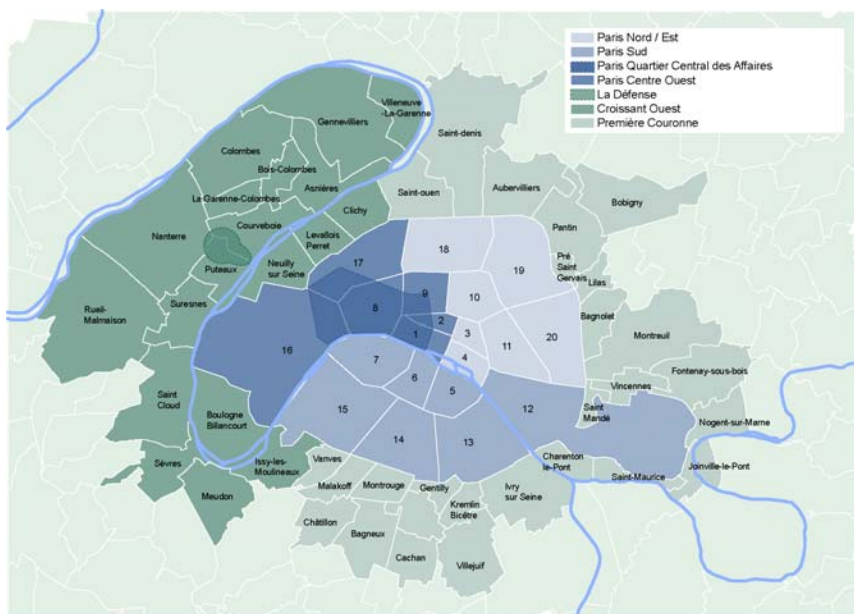 Paris Nord / Est
Paris Sud
Paris Quartier Central des Affaires
Paris Centre Ouest
La Défense
Croissant Ouest
Première Couronne
Villeneuve
-La-Garenne
Gennevilliers
Saint-denis
Colombes
Bois-Colombes
Asnières
Saint-ouen
Aubervilliers
Bobigny
La Garenne-Colombes
Clichy
Courveboie
Levallois
Perret
Pantin
Nanterre
Puteaux
Neuilly
sur Seine
17
18
19
Pré
Saint
Gervais
Lilas
Rueil-
Malmaison
Suresnes
8
9
10
Bagnolet
Montreuil
16
1
2
3
4
11
20
7
6
5
Fontenay-sous-bois
Vincennes
Saint
Cloud
Boulogne
Billancourt
15
14
13
12
Saint
Mandé
Nogent-sur-Marne
Sèvres
Issy-les-
Moulineaux
Vanves
Charenton
le-Pont
Saint-Maurice
Joinville-le-Pont
Meudon
Malakoff
Montrouge
Gentilly
Ivry
sur Seine
Châtillon
Bagneux
Kremlin
Bicêtre
Cachan
Villejuif